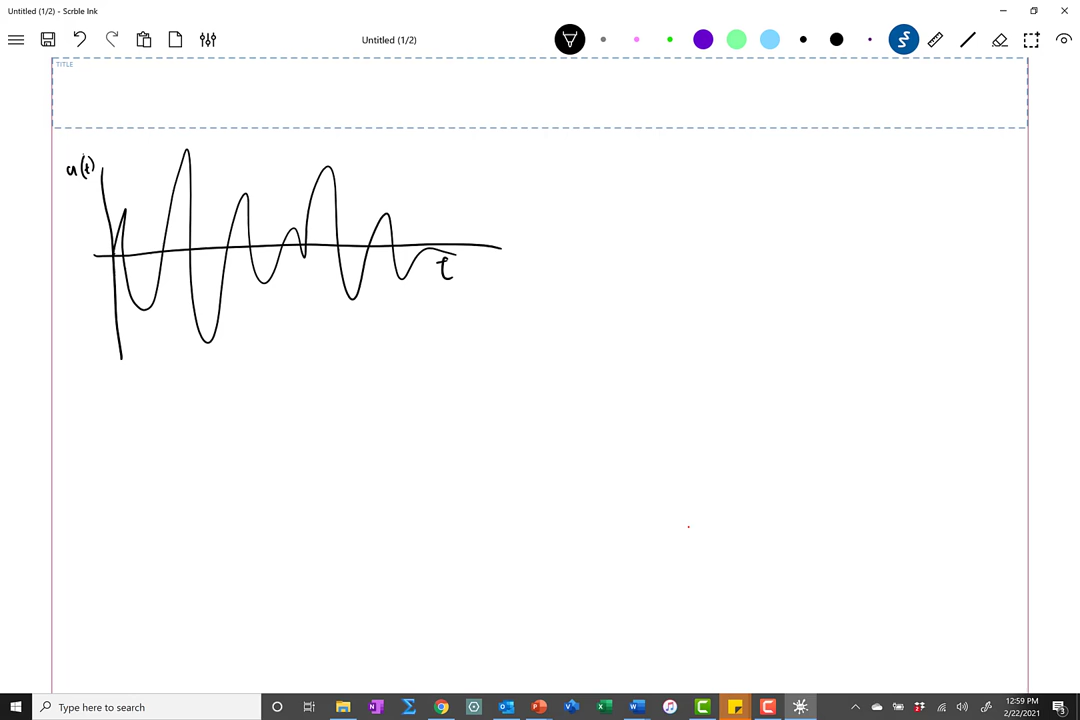 Untitled (1/2) - Scrble Ink
Untitled (1/2)
TITLE
u(t)
t
Type here to search
12:59 PM
2/22/2021
3